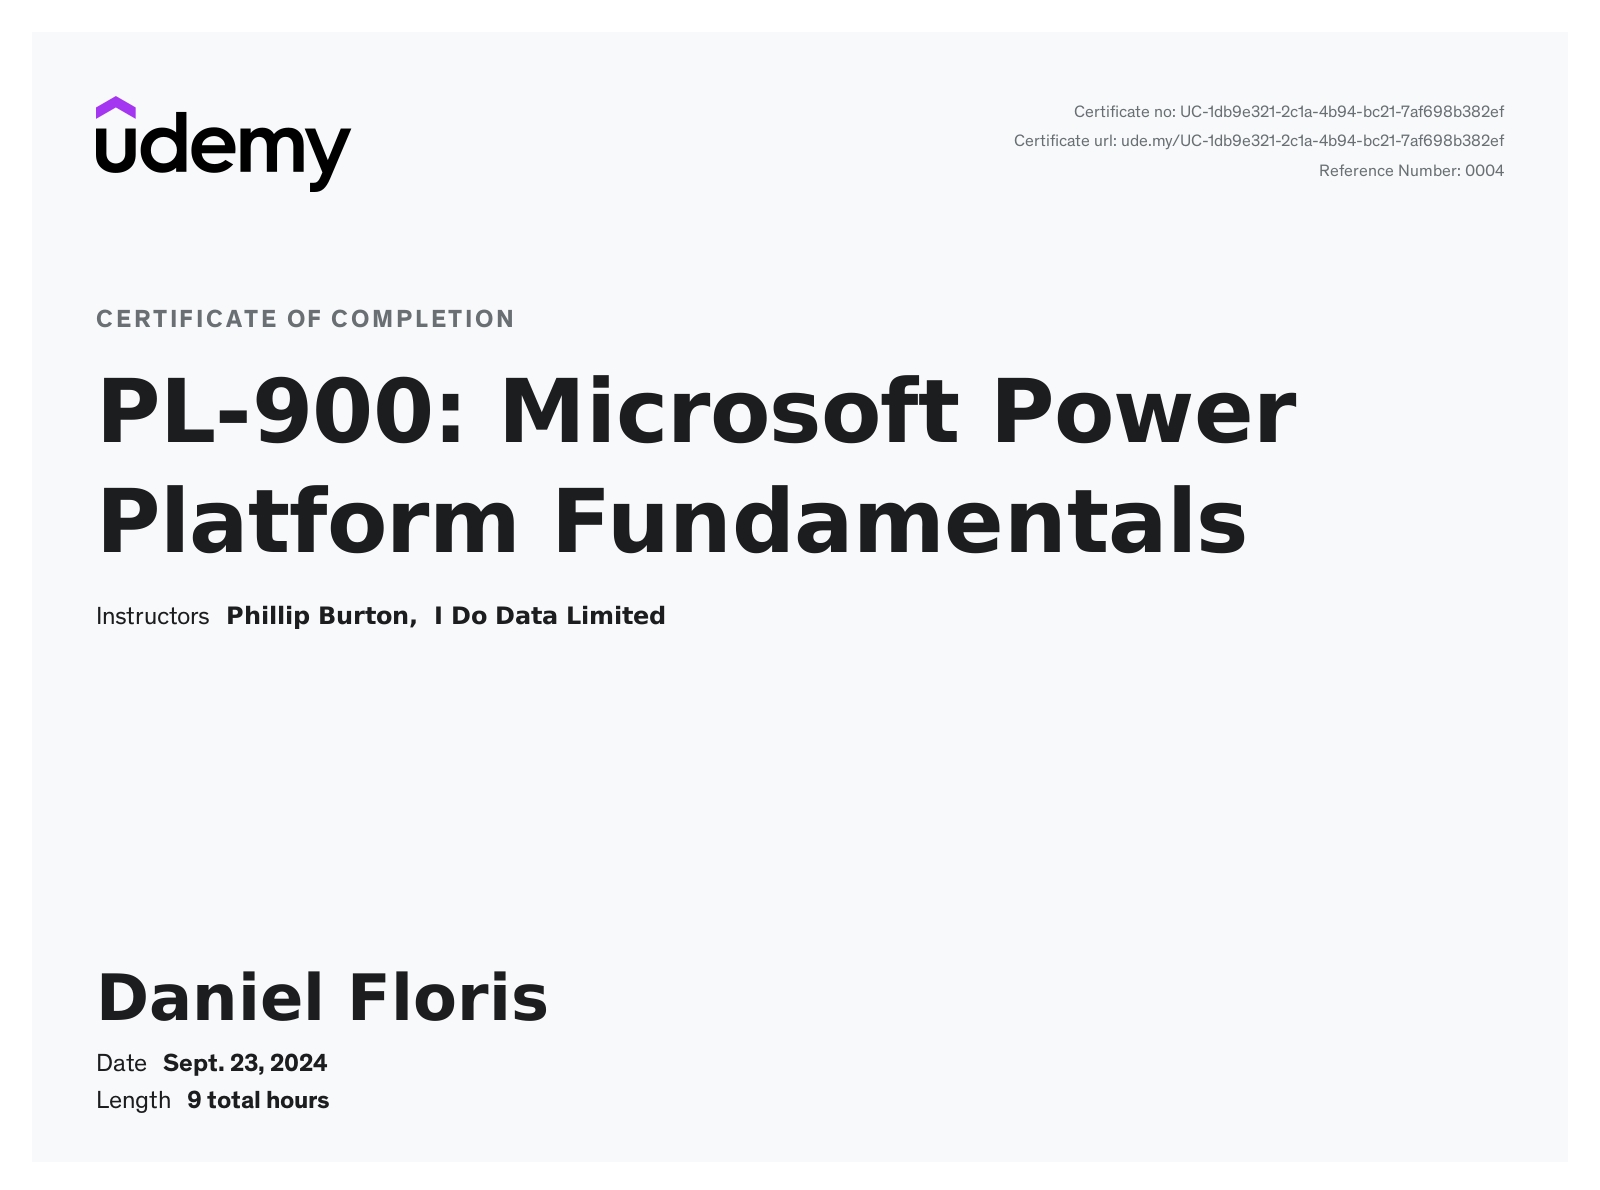 udemy
Certificate no: UC-1db9e321-2c1a-4b94-bc21-7af698b382ef
Certificate url: ude.my/UC-1db9e321-2c1a-4b94-bc21-7af698b382ef
Reference Number: 0004
CERTIFICATE OF COMPLETION
PL-900: Microsoft Power
Platform Fundamentals
Instructors Phillip Burton, I Do Data Limited
Daniel Floris
Date Sept. 23, 2024
Length 9 total hours